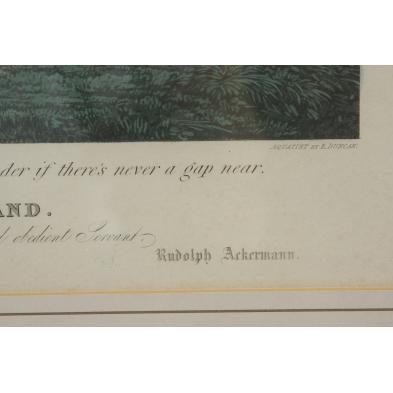 AQUATINT BY E. DUNCAN.
der if there's never a gap near.
AND.
obedient Servant
Rudolph Ackermann.